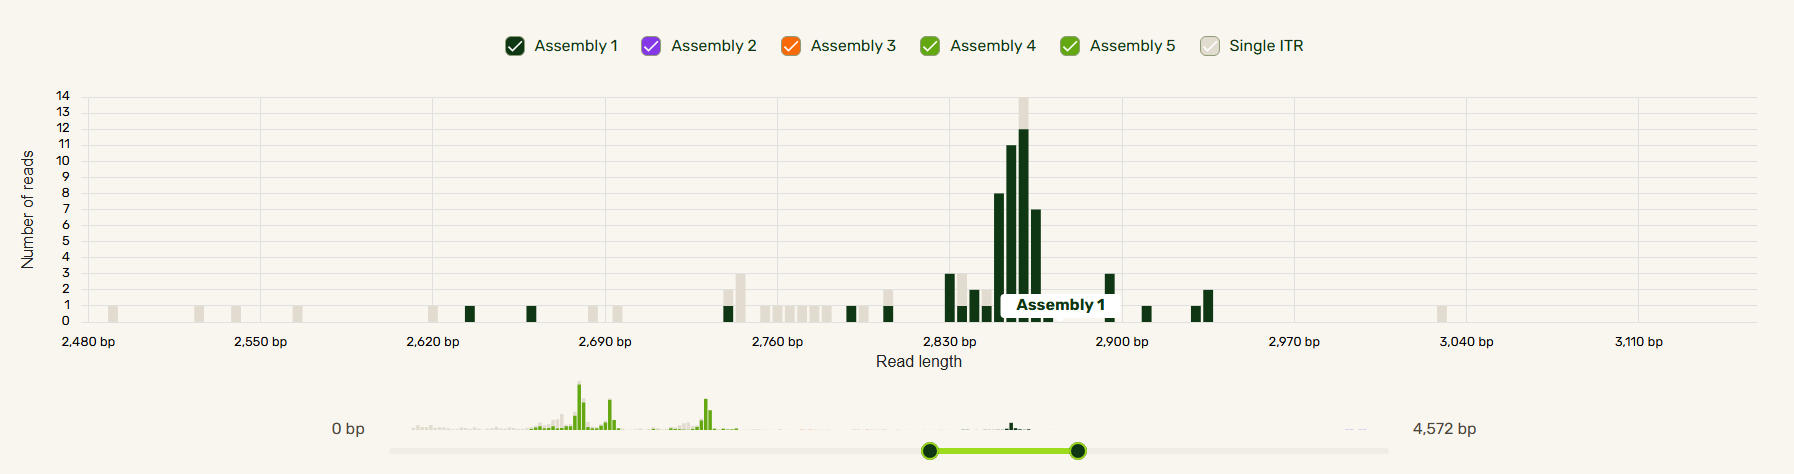 Assembly 1 Assembly 2 Assembly 3 Assembly 4 Assembly 5 Single ITR
14
13
12
11
10
9
8
7
6
5
4
3
2
1
0
Number of reads
Assembly 1
2,480 bp 2,550 bp 2,620 bp 2,690 bp 2,760 bp 2,830 bp 2,900 bp 2,970 bp 3,040 bp 3,110 bp
Read length
0 bp 4,572 bp